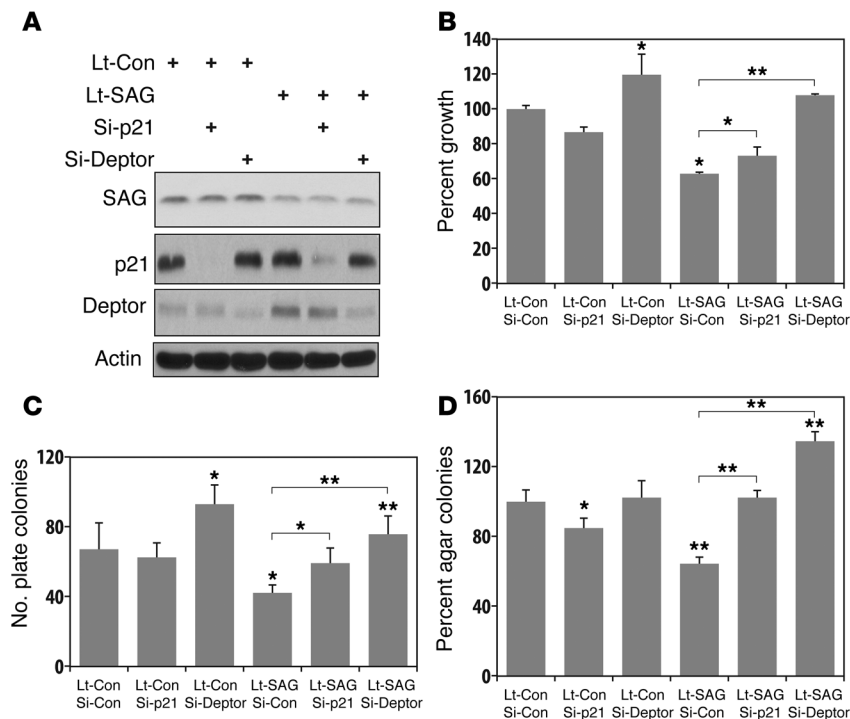 A
Lt-Con + + +
Lt-SAG + + +
Si-p21 + +
Si-Deptor + +
SAG
p21
Deptor
Actin
B
Percent growth
140
120
100
80
60
40
20
0
*
*
*
**
Lt-Con Si-Con
Lt-Con Si-p21
Lt-Con Si-Deptor
Lt-SAG Si-Con
Lt-SAG Si-p21
Lt-SAG Si-Deptor
C
No. plate colonies
120
80
40
0
*
*
*
**
**
Lt-Con Si-Con
Lt-Con Si-p21
Lt-Con Si-Deptor
Lt-SAG Si-Con
Lt-SAG Si-p21
Lt-SAG Si-Deptor
D
Percent agar colonies
160
120
80
40
0
*
**
**
**
**
Lt-Con Si-Con
Lt-Con Si-p21
Lt-Con Si-Deptor
Lt-SAG Si-Con
Lt-SAG Si-p21
Lt-SAG Si-Deptor